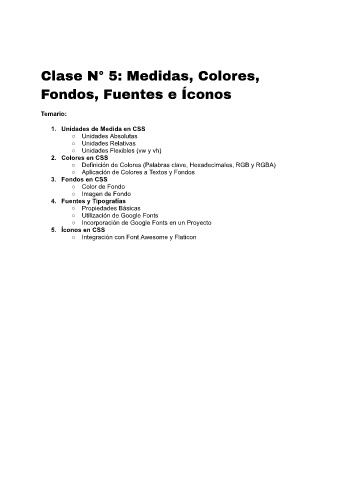 Clase N° 5: Medidas, Colores,
Fondos, Fuentes e Íconos
Temario:
1. Unidades de Medida en CSS
○ Unidades Absolutas
○ Unidades Relativas
○ Unidades Flexibles (vw y vh)
2. Colores en CSS
○ Definición de Colores (Palabras clave, Hexadecimales, RGB y RGBA)
○ Aplicación de Colores a Textos y Fondos
3. Fondos en CSS
○ Color de Fondo
○ Imagen de Fondo
4. Fuentes y Tipografías
○ Propiedades Básicas
○ Utilización de Google Fonts
○ Incorporación de Google Fonts en un Proyecto
5. Íconos en CSS
○ Integración con Font Awesome y Flaticon